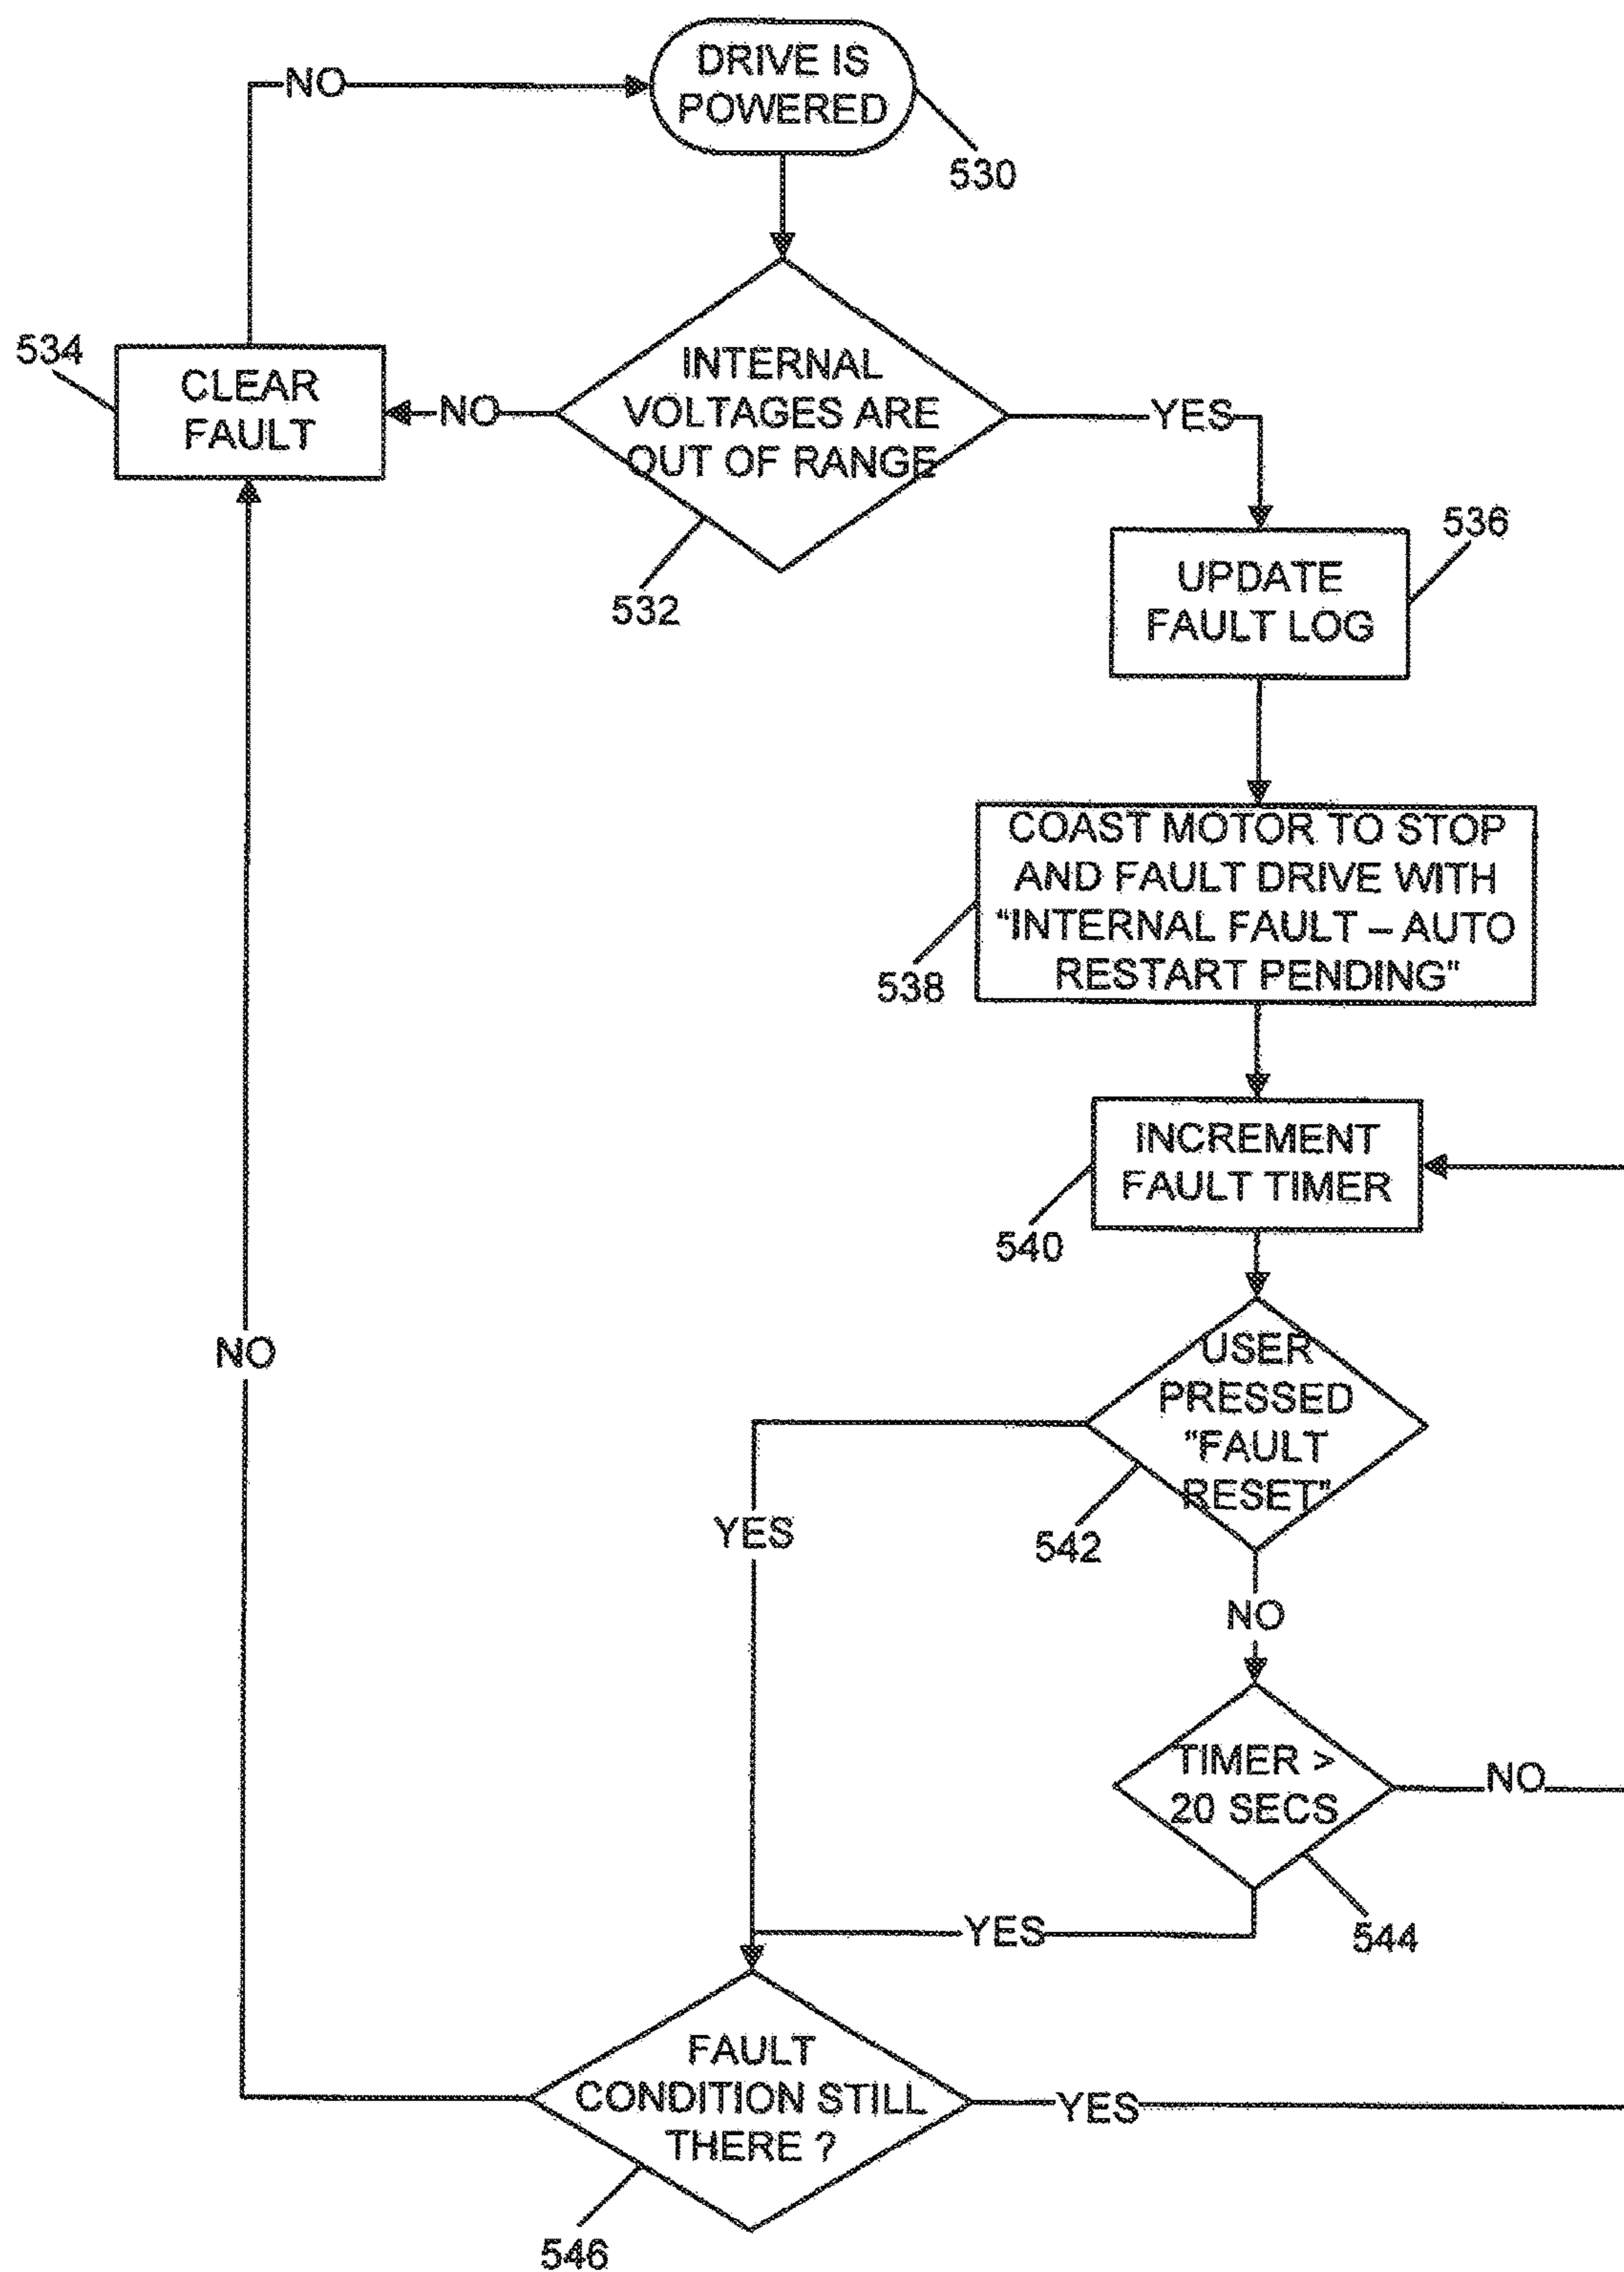 NO
DRIVE IS
POWERED
530
534
CLEAR
FAULT
NO
INTERNAL
VOLTAGES ARE
OUT OF RANGE
YES
532
536
UPDATE
FAULT LOG
COAST MOTOR TO STOP
AND FAULT DRIVE WITH
“INTERNAL FAULT – AUTO
RESTART PENDING”
538
INCREMENT
FAULT TIMER
540
NO
USER
PRESSED
“FAULT
RESET”
542
YES
NO
TIMER >
20 SECS
NO
544
YES
FAULT
CONDITION STILL
THERE ?
YES
546